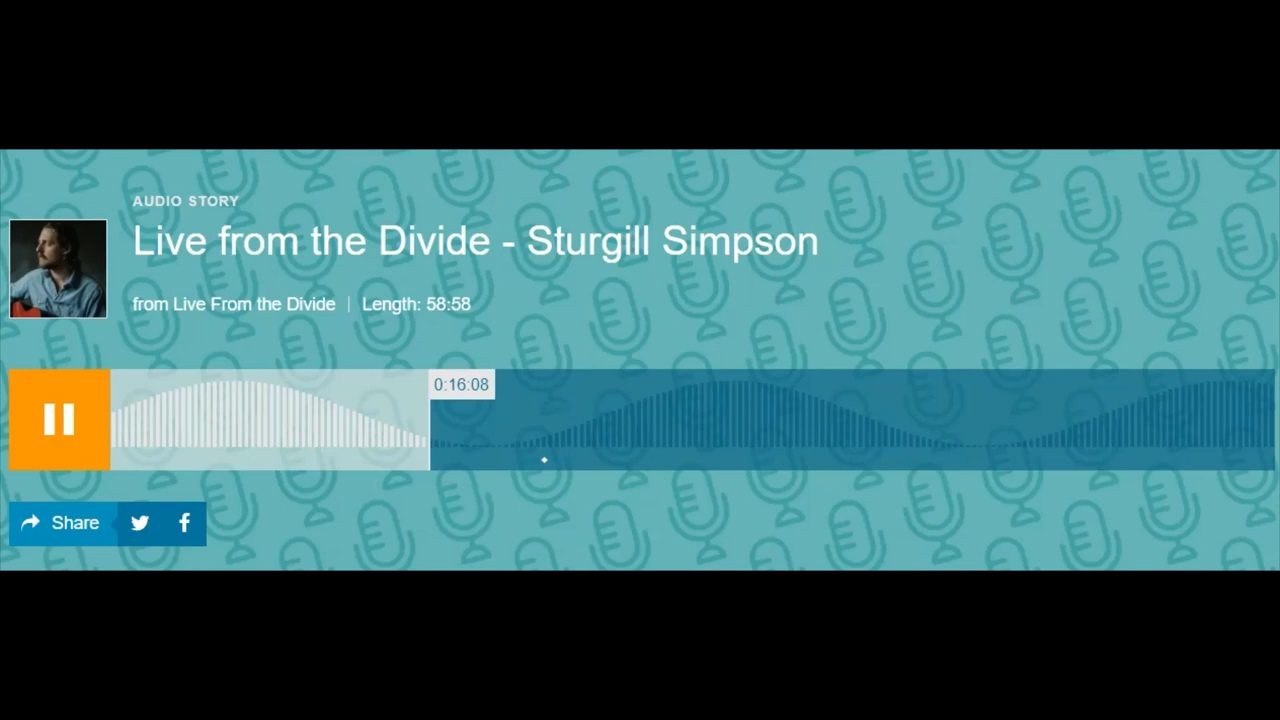 AUDIO STORY
Live from the Divide - Sturgill Simpson
from Live From the Divide | Length: 58:58
0:16:08
Share